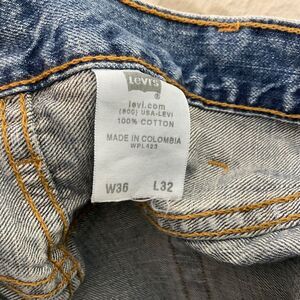 Levi's
levi.com
(800) USA-LEVI
100% COTTON
MADE IN COLOMBIA
WPL423
W36 L32